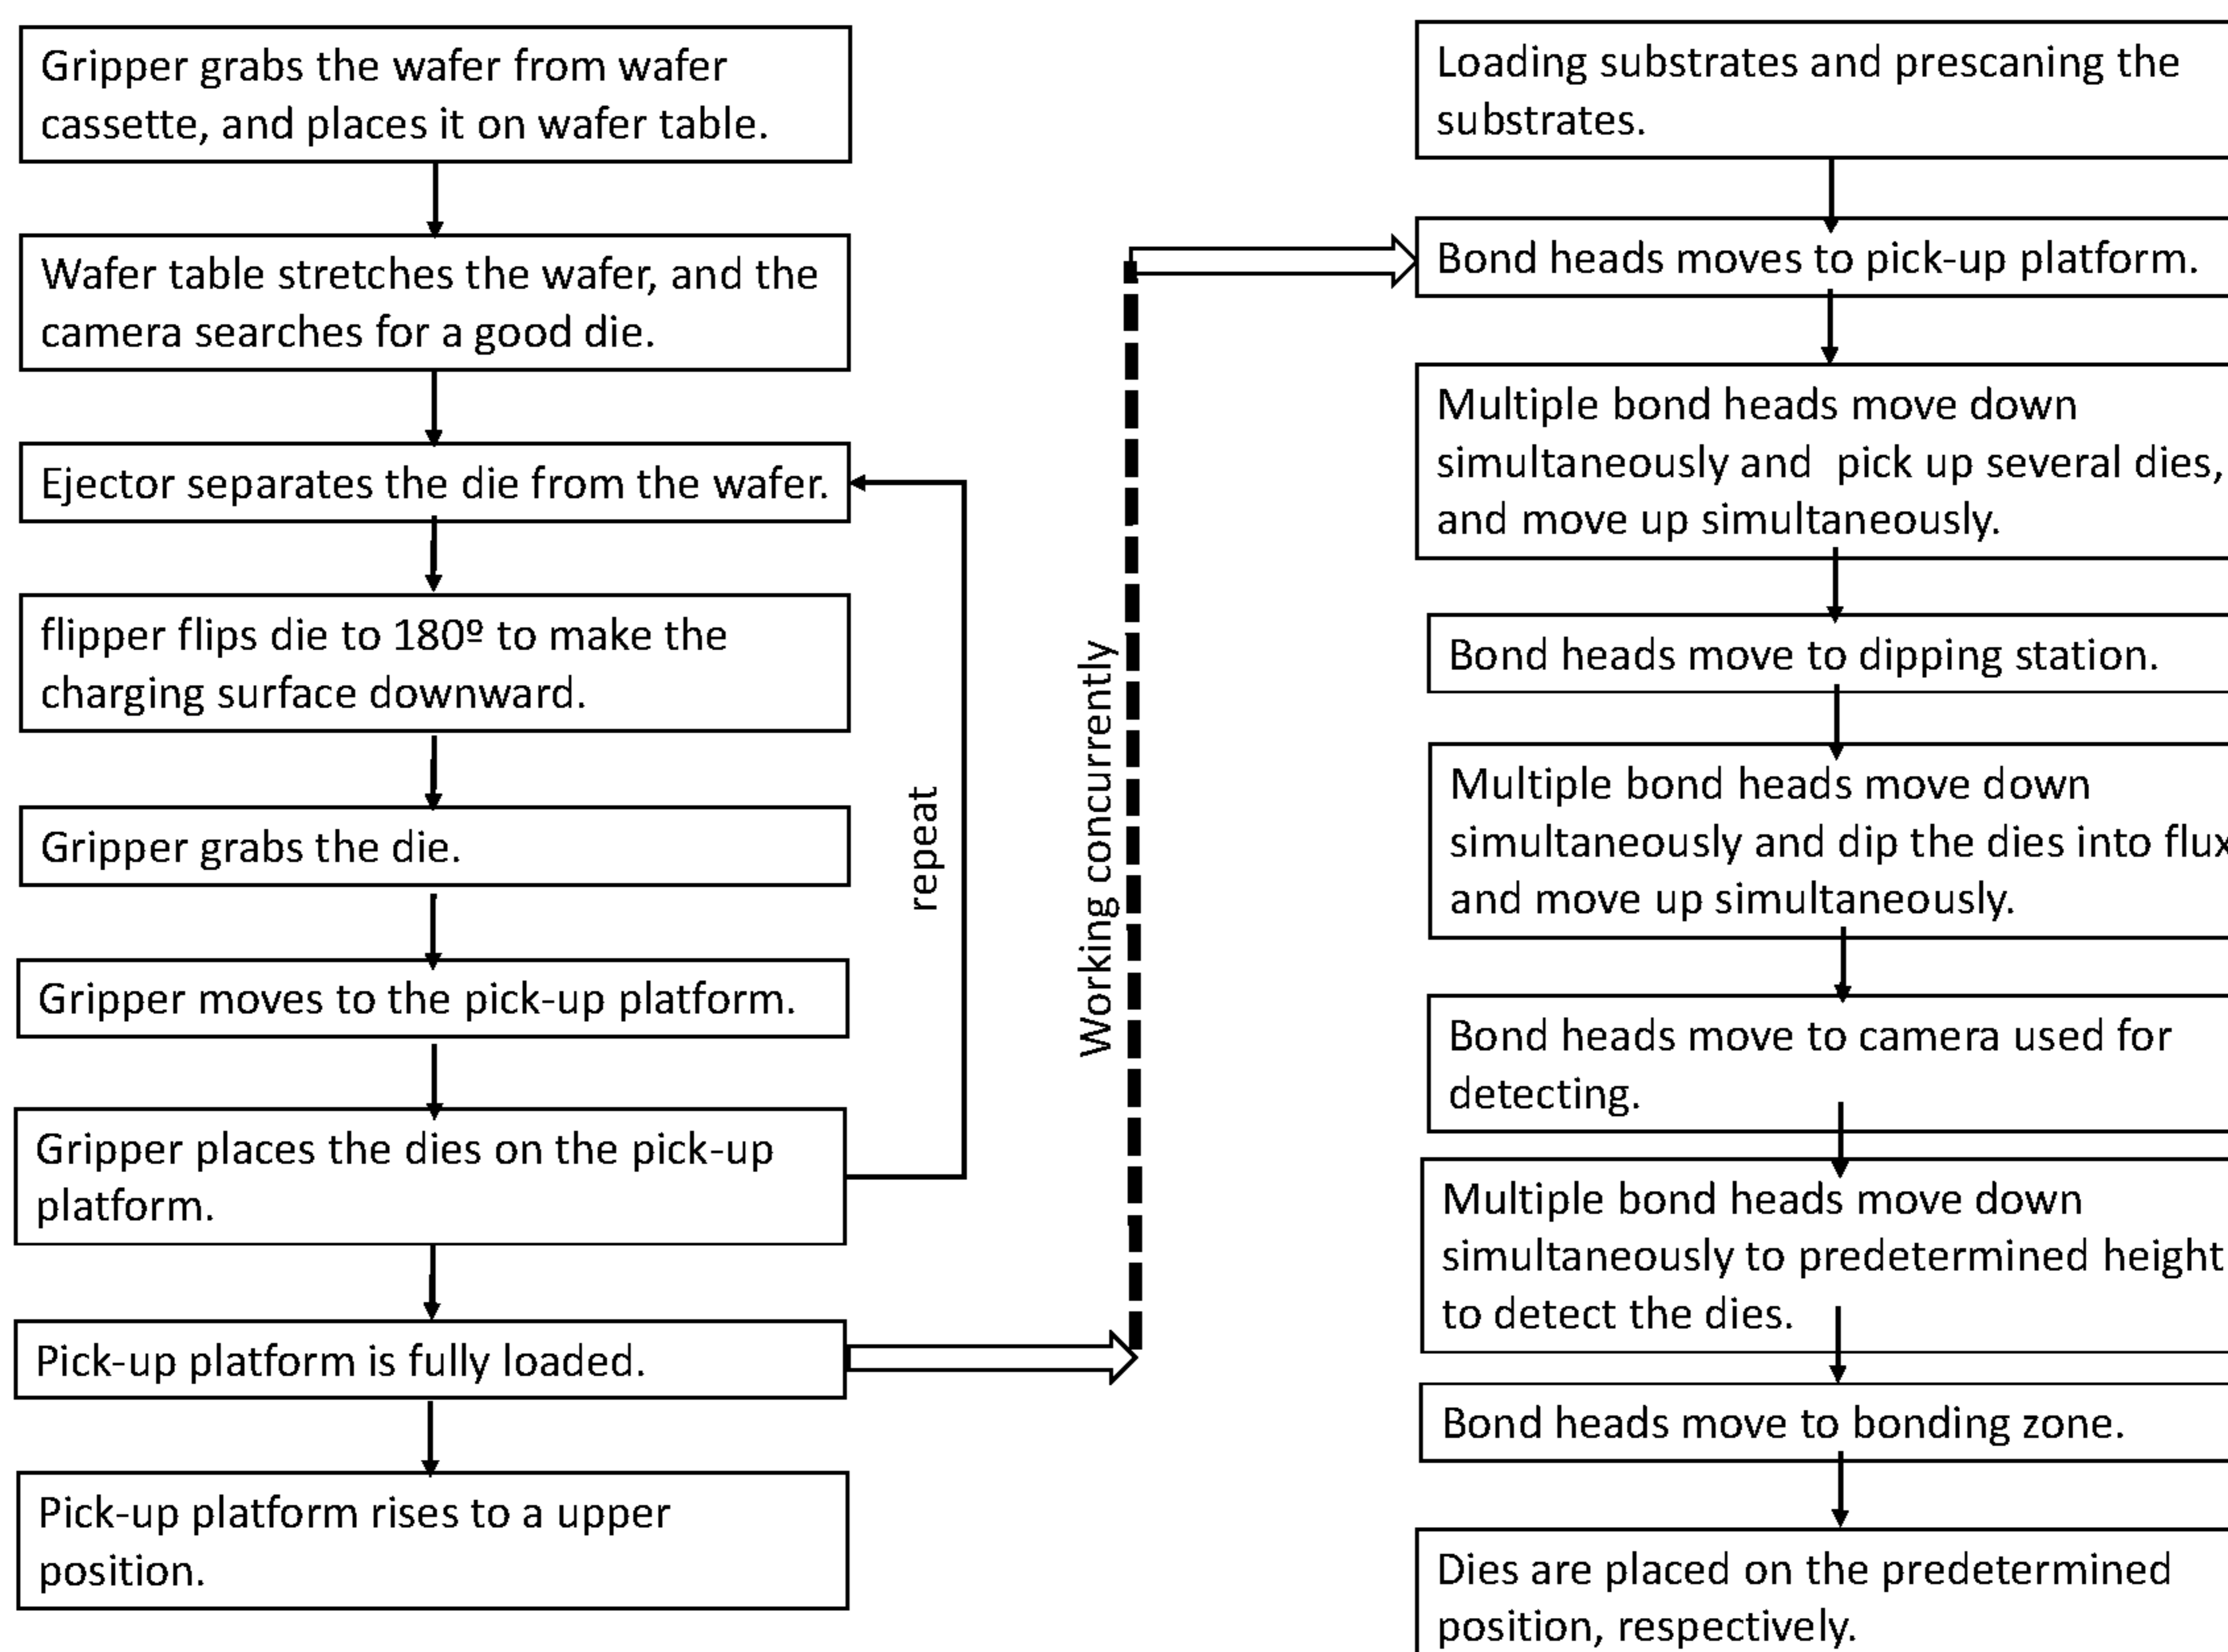 Gripper grabs the wafer from wafer
cassette, and places it on wafer table.
Wafer table stretches the wafer, and the
camera searches for a good die.
Ejector separates the die from the wafer.
flipper flips die to 180º to make the
charging surface downward.
Gripper grabs the die.
Gripper moves to the pick-up platform.
Gripper places the dies on the pick-up
platform.
Pick-up platform is fully loaded.
Pick-up platform rises to a upper
position.
repeat
Working concurrently
Loading substrates and prescaning the
substrates.
Bond heads moves to pick-up platform.
Multiple bond heads move down
simultaneously and pick up several dies,
and move up simultaneously.
Bond heads move to dipping station.
Multiple bond heads move down
simultaneously and dip the dies into flux
and move up simultaneously.
Bond heads move to camera used for
detecting.
Multiple bond heads move down
simultaneously to predetermined height
to detect the dies.
Bond heads move to bonding zone.
Dies are placed on the predetermined
position, respectively.